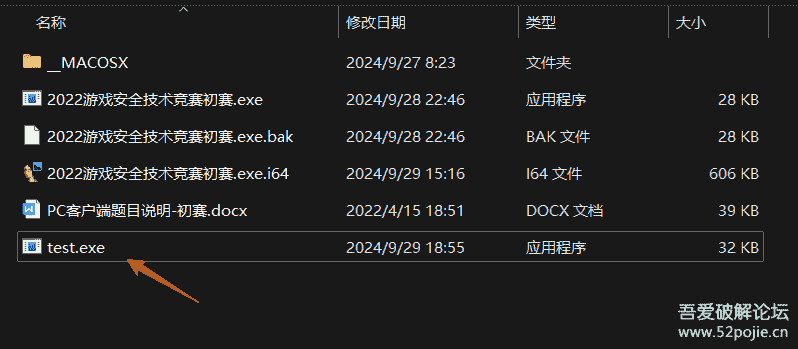 名称 修改日期 类型 大小
__MACOSX 2024/9/27 8:23 文件夹
2022游戏安全技术竞赛初赛.exe 2024/9/28 22:46 应用程序 28 KB
2022游戏安全技术竞赛初赛.exe.bak 2024/9/28 22:46 BAK 文件 28 KB
2022游戏安全技术竞赛初赛.exe.i64 2024/9/29 15:16 I64 文件 606 KB
PC客户端题目说明-初赛.docx 2022/4/15 18:51 DOCX 文档 39 KB
test.exe 2024/9/29 18:55 应用程序 32 KB
吾爱破解论坛
www.52pojie.cn